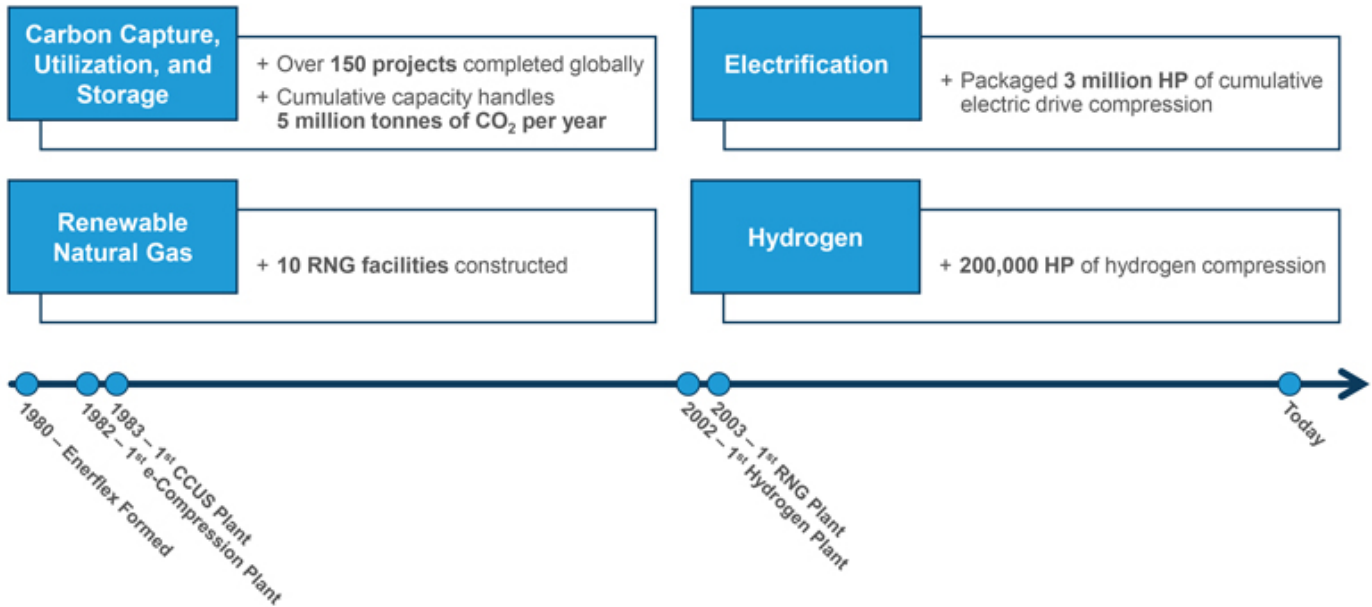 Carbon Capture,
Utilization, and
Storage
+ Over 150 projects completed globally
+ Cumulative capacity handles
5 million tonnes of CO₂ per year
Electrification
+ Packaged 3 million HP of cumulative
electric drive compression
Renewable
Natural Gas
+ 10 RNG facilities constructed
Hydrogen
+ 200,000 HP of hydrogen compression
1980 – Enerflex Formed
1982 – 1st e-Compression Plant
1983 – 1st CCUS Plant
2002 – 1st Hydrogen Plant
2003 – 1st RNG Plant
Today